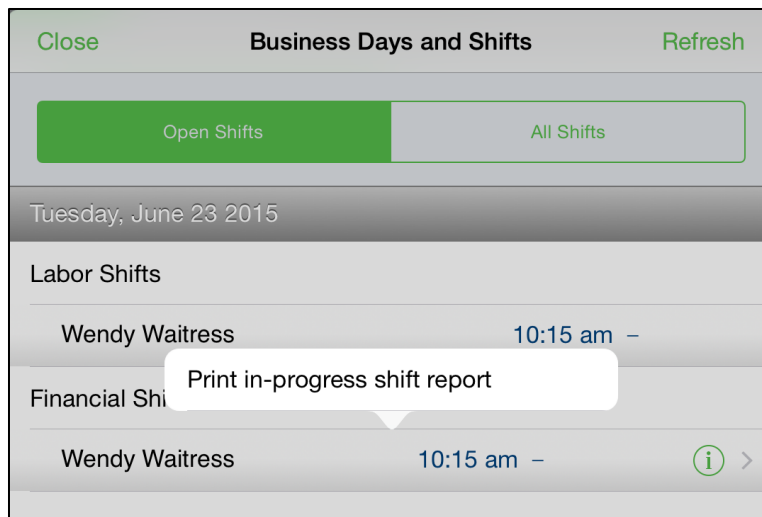 Close Business Days and Shifts Refresh
Open Shifts All Shifts
Tuesday, June 23 2015
Labor Shifts
Wendy Waitress 10:15 am –
Print in-progress shift report
Financial Shi
Wendy Waitress 10:15 am –